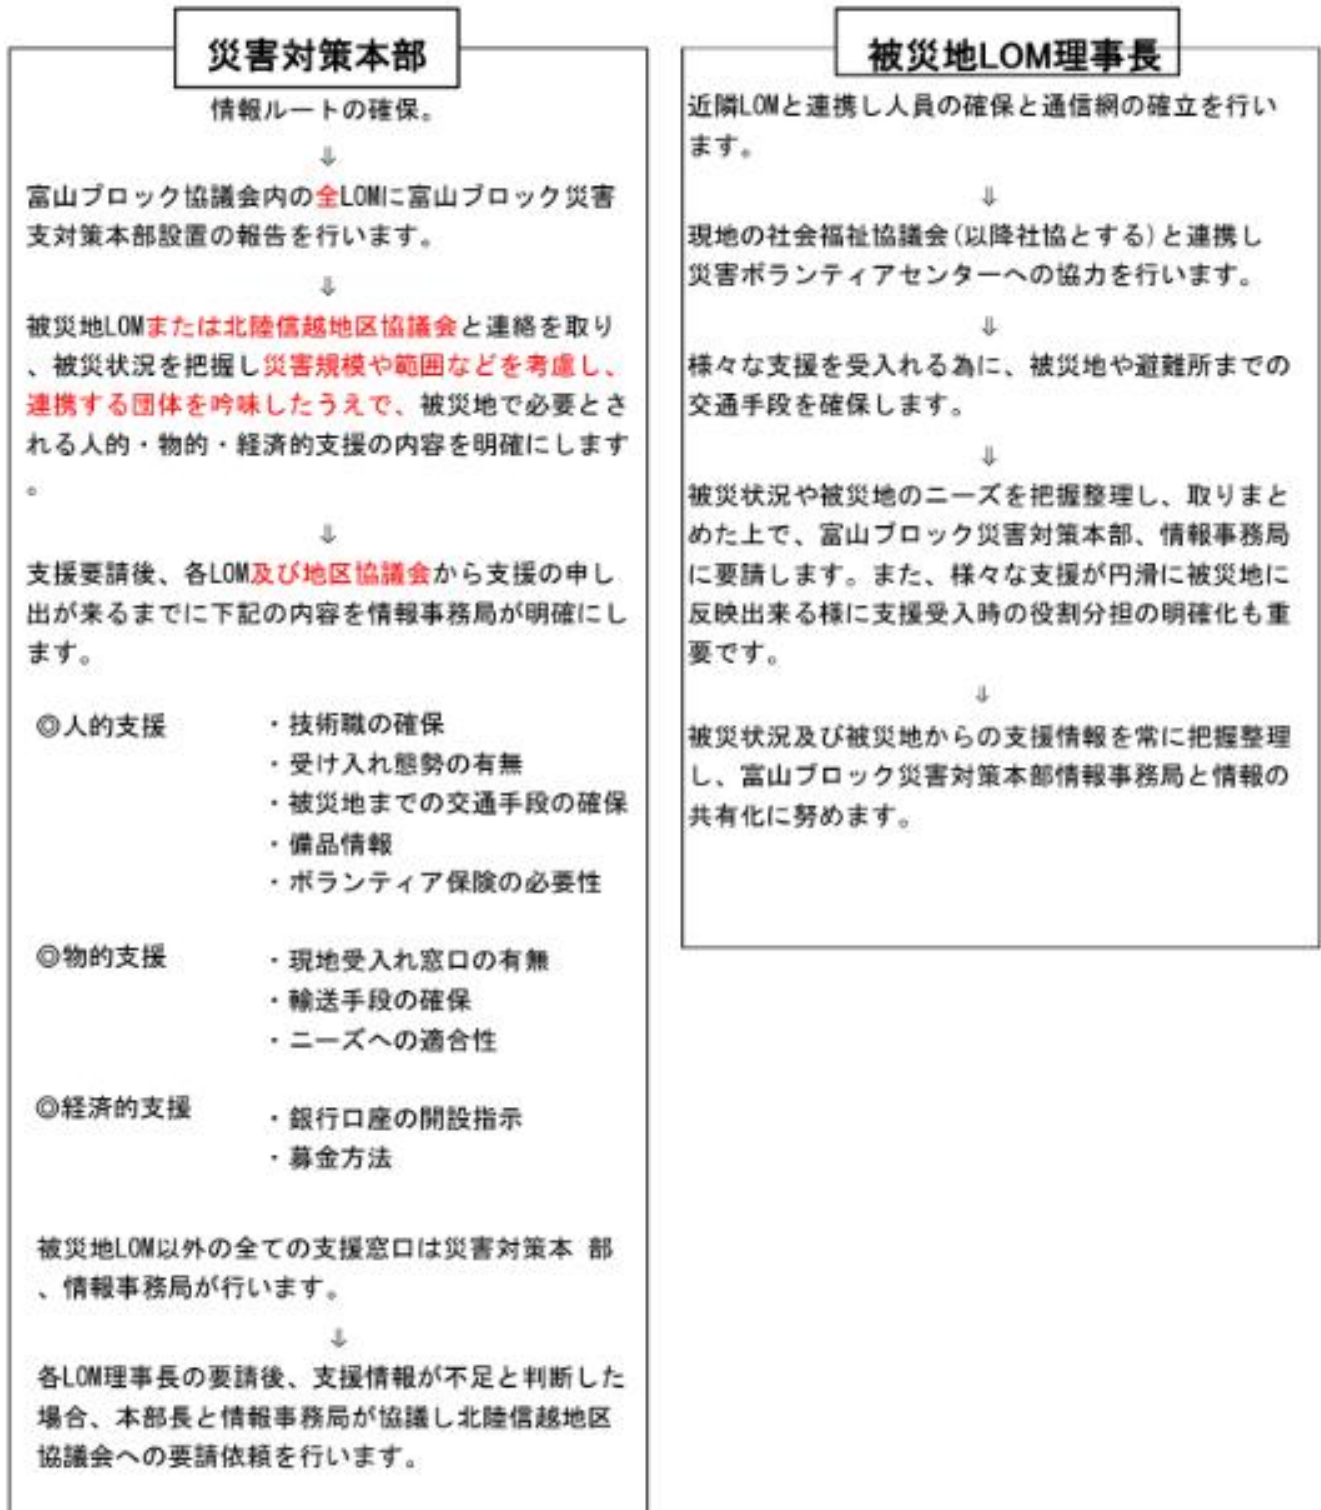 災害対策本部
情報ルートの確保。
⇓
富山ブロック協議会内の全LOMに富山ブロック災害
支対策本部設置の報告を行います。
⇓
被災地LOMまたは北陸信越地区協議会と連絡を取り
、被災状況を把握し災害規模や範囲などを考慮し、
連携する団体を吟味したうえで、被災地で必要とさ
れる人的・物的・経済的支援の内容を明確にします
。
⇓
支援要請後、各LOM及び地区協議会から支援の申し
出が来るまでに下記の内容を情報事務局が明確にし
ます。
◎人的支援 ・技術職の確保
・受け入れ態勢の有無
・被災地までの交通手段の確保
・備品情報
・ボランティア保険の必要性
◎物的支援 ・現地受入れ窓口の有無
・輸送手段の確保
・ニーズへの適合性
◎経済的支援 ・銀行口座の開設指示
・募金方法
被災地LOM以外の全ての支援窓口は災害対策本 部
、情報事務局が行います。
⇓
各LOM理事長の要請後、支援情報が不足と判断した
場合、本部長と情報事務局が協議し北陸信越地区
協議会への要請依頼を行います。
被災地LOM理事長
近隣LOMと連携し人員の確保と通信網の確立を行い
ます。
⇓
現地の社会福祉協議会(以降社協とする)と連携し
災害ボランティアセンターへの協力を行います。
⇓
様々な支援を受入れる為に、被災地や避難所までの
交通手段を確保します。
⇓
被災状況や被災地のニーズを把握整理し、取りまと
めた上で、富山ブロック災害対策本部、情報事務局
に要請します。また、様々な支援が円滑に被災地に
反映出来る様に支援受入時の役割分担の明確化も重
要です。
⇓
被災状況及び被災地からの支援情報を常に把握整理
し、富山ブロック災害対策本部情報事務局と情報の
共有化に努めます。